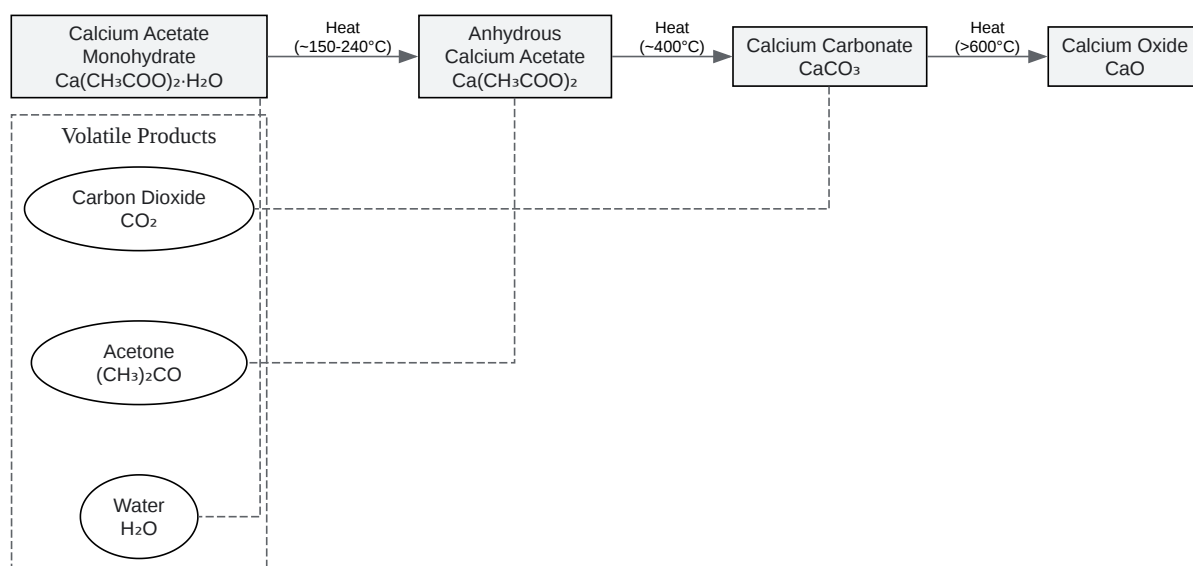 Calcium Acetate
Monohydrate
Ca(CH₃COO)₂·H₂O
Heat
(~150-240°C)
Anhydrous
Calcium Acetate
Ca(CH₃COO)₂
Heat
(~400°C)
Calcium Carbonate
CaCO₃
Heat
(>600°C)
Calcium Oxide
CaO
Volatile Products
Carbon Dioxide
CO₂
Acetone
(CH₃)₂CO
Water
H₂O